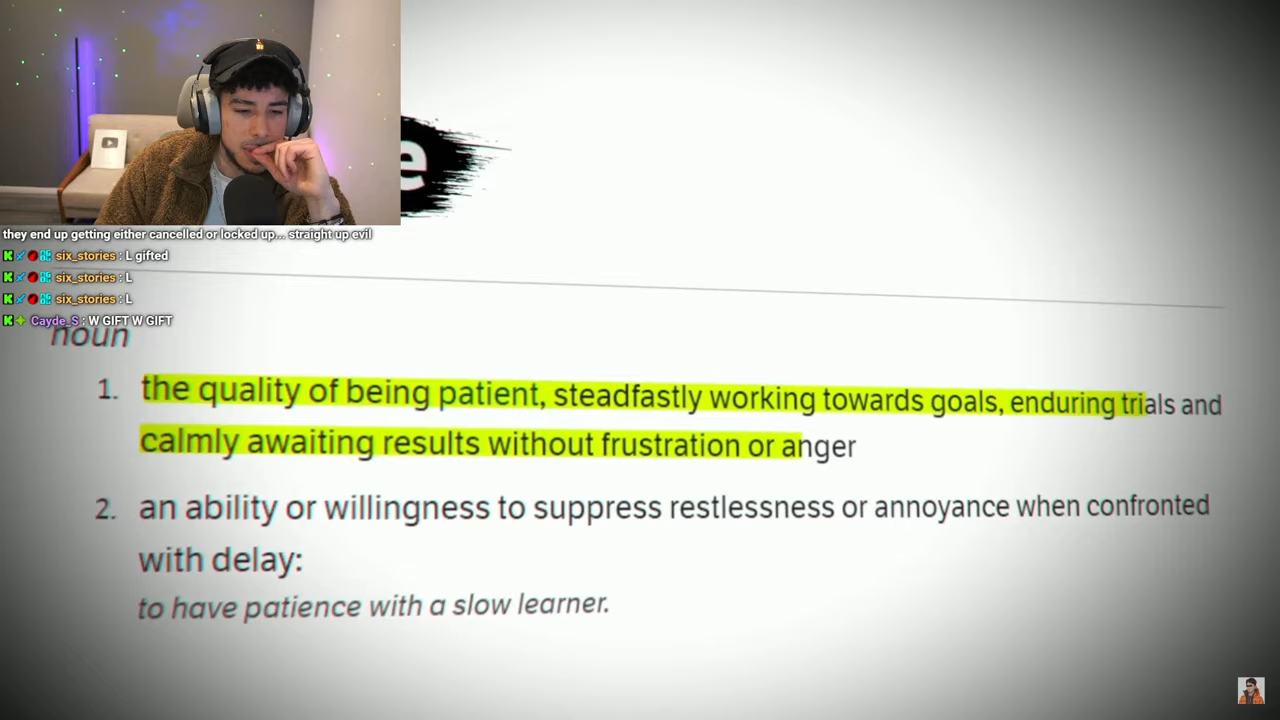 e
they end up getting either cancelled or locked up... straight up evil
six_stories : L gifted
six_stories : L
six_stories : L
Cayde_S : W GIFT W GIFT
noun
1. the quality of being patient, steadfastly working towards goals, enduring trials and
calmly awaiting results without frustration or anger
2. an ability or willingness to suppress restlessness or annoyance when confronted
with delay:
to have patience with a slow learner.